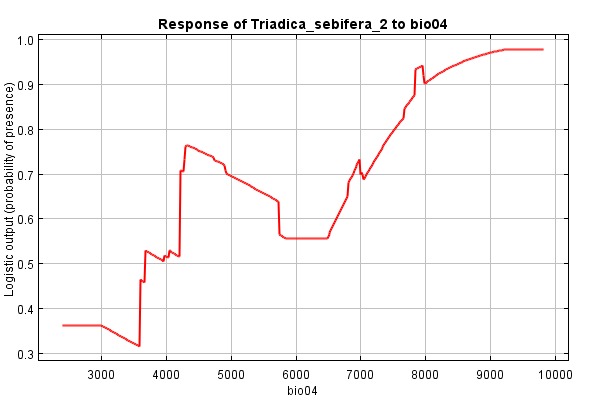 Response of Triadica_sebifera_2 to bio04
Logistic output (probability of presence)
1.0
0.9
0.8
0.7
0.6
0.5
0.4
0.3
3000 4000 5000 6000 7000 8000 9000 10000
bio04